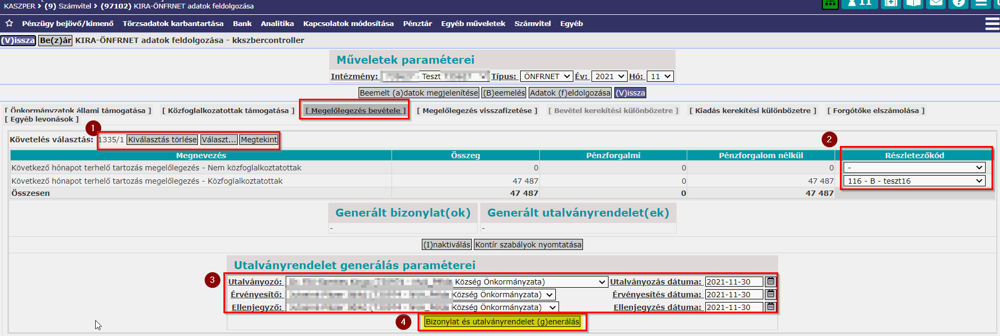 KASZPER > (9) Számvitel > (97102) KIRA-ÖNFRNET adatok feldolgozása
11
Pénzügy bejövő/kimenő Törzsadatok karbantartása Bank Analitika Kapcsolatok módosítása Pénztár Egyéb műveletek Számvitel Egyéb
(V)issza Be(z)ár KIRA-ÖNFRNET adatok feldolgozása - kkszbercontroller
Műveletek paraméterei
Intézmény: Teszt Típus: ÖNFRNET Év: 2021 Hó: 11
Beemelt (a)datok megjelenítése (B)eemelés Adatok (f)eldolgozása (V)issza
[ Önkormányzatok állami támogatása ] [ Közfoglalkozatottak támogatása ] [ Megelőlegezés bevétele ] [ Megelőlegezés visszafizetése ] [ Bevétel kerekítési különbözetre ] [ Kiadás kerekítési különbözetre ] [ Forgótőke elszámolása ]
[ Egyéb levonások ]
1
Követelés választás: 1335/1 Kiválasztás törlése Választ... Megtekint
2
Megnevezés Összeg Pénzforgalmi Pénzforgalom nélkül Részletezőkód
Következő hónapot terhelő tartozás megelőlegezés - Nem közfoglalkoztatottak 0 0 0 -
Következő hónapot terhelő tartozás megelőlegezés - Közfoglalkoztatottak 47 487 0 47 487 116 - B - teszt16
Összesen 47 487 0 47 487
Generált bizonylat(ok) Generált utalványrendelet(ek)
- -
(I)naktiválás Kontír szabályok nyomtatása
Utalványrendelet generálás paraméterei
3
Utalványozó: Község Önkormányzata) Utalványozás dátuma: 2021-11-30
Érvényesítő: Község Önkormányzata) Érvényesítés dátuma: 2021-11-30
Ellenjegyző: Község Önkormányzata) Ellenjegyzés dátuma: 2021-11-30
4
Bizonylat és utalványrendelet (g)enerálás